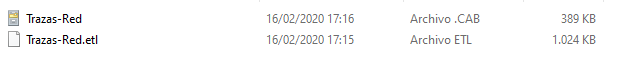 Trazas-Red 16/02/2020 17:16 Archivo .CAB 389 KB
Trazas-Red.etl 16/02/2020 17:15 Archivo ETL 1.024 KB